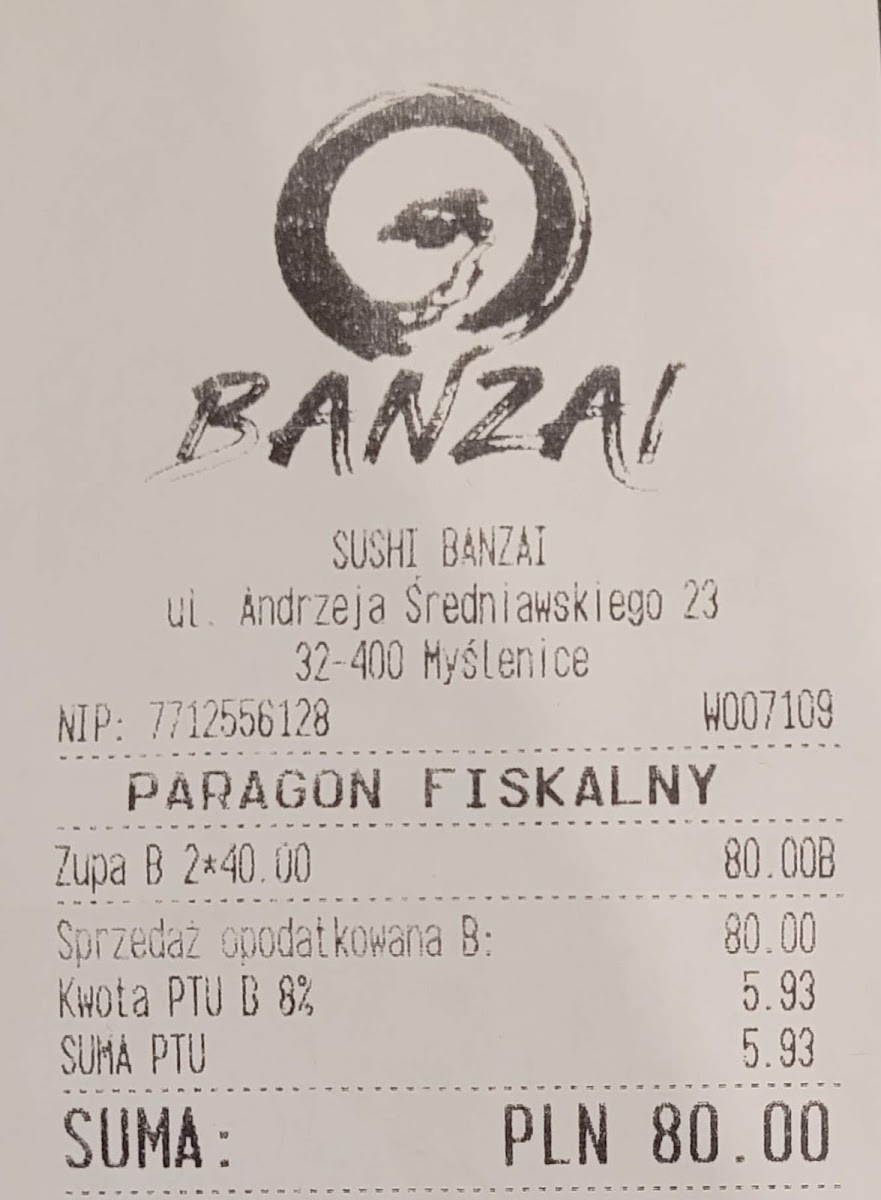 BANZAI
SUSHI BANZAI
ul. Andrzeja Średniawskiego 23
32-400 Myślenice
NIP: 7712556128 W007109
PARAGON FISKALNY
Zupa B 2*40.00 80.00B
Sprzedaż opodatkowana B: 80.00
Kwota PTU B 8% 5.93
SUMA PTU 5.93
SUMA: PLN 80.00